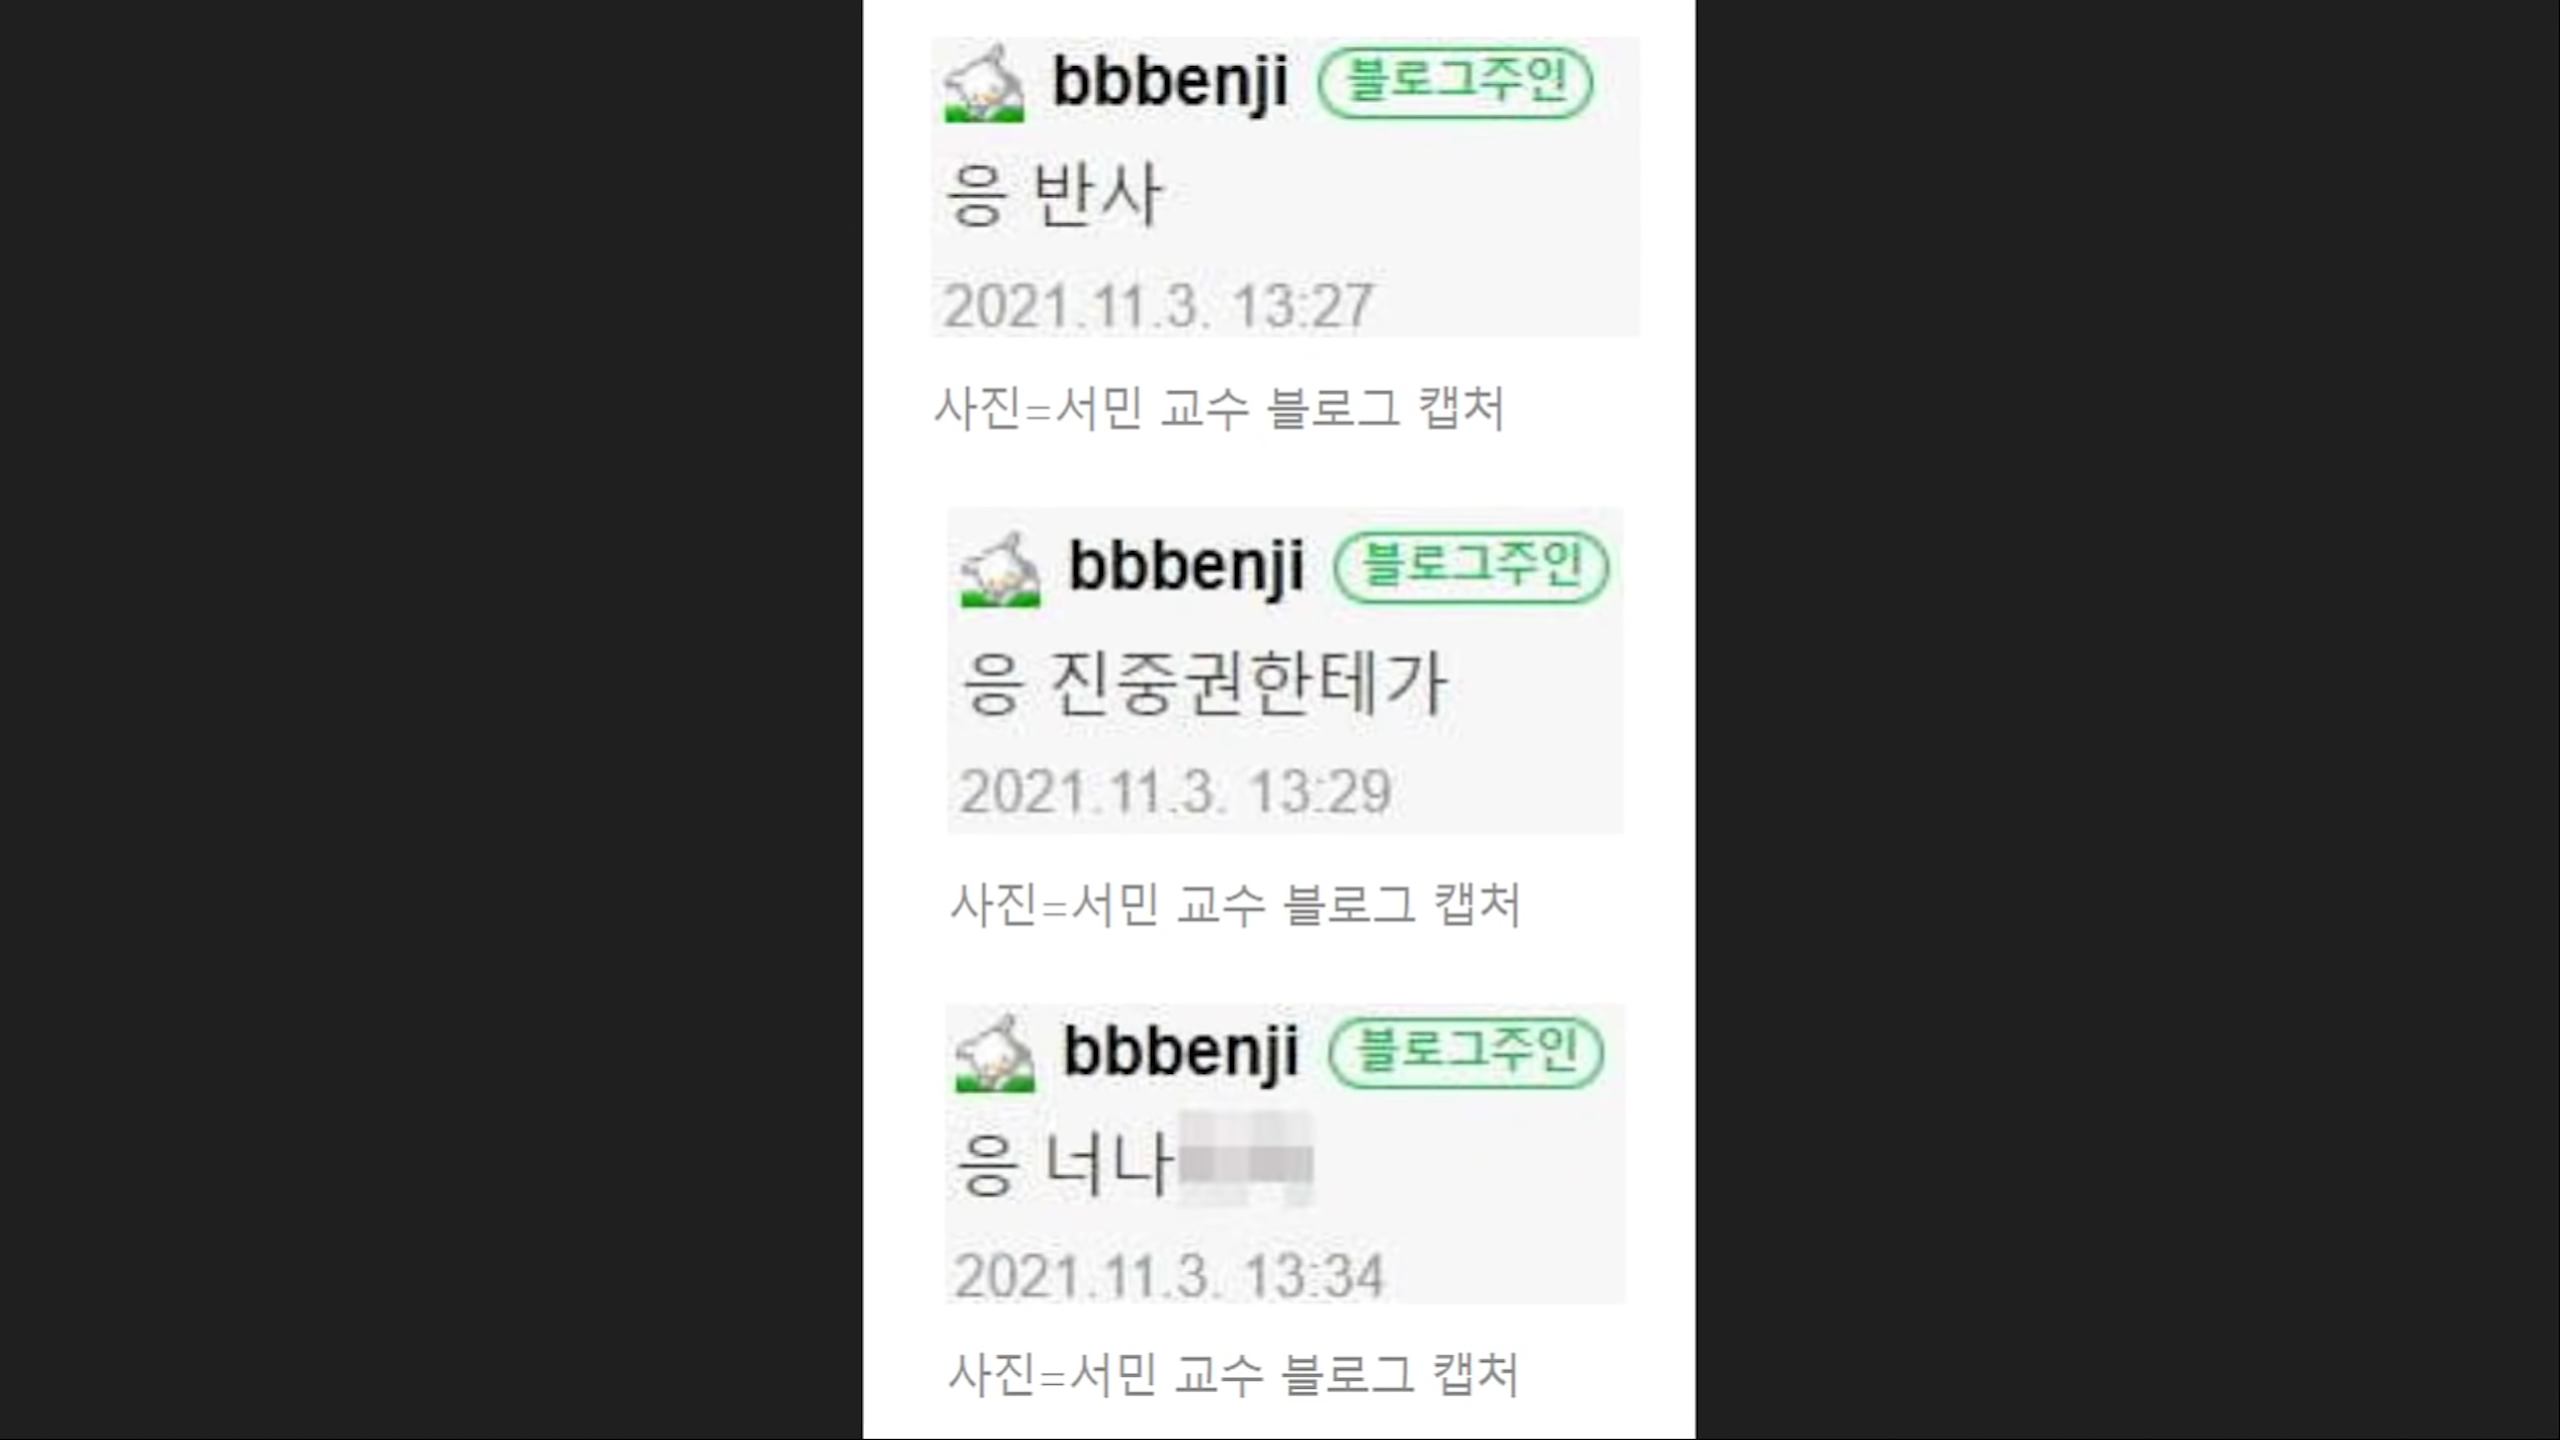 bbbenji 블로그주인
응 반사
2021.11.3. 13:27
사진=서민 교수 블로그 캡처
bbbenji 블로그주인
응 진중권한테가
2021.11.3. 13:29
사진=서민 교수 블로그 캡처
bbbenji 블로그주인
응 너나
2021.11.3. 13:34
사진=서민 교수 블로그 캡처